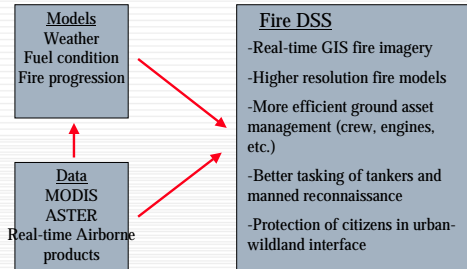 Models
Weather
Fuel condition
Fire progression
Data
MODIS
ASTER
Real-time Airborne
products
Fire DSS
-Real-time GIS fire imagery
-Higher resolution fire models
-More efficient ground asset
management (crew, engines,
etc.)
-Better tasking of tankers and
manned reconnaissance
-Protection of citizens in urban-
wildland interface